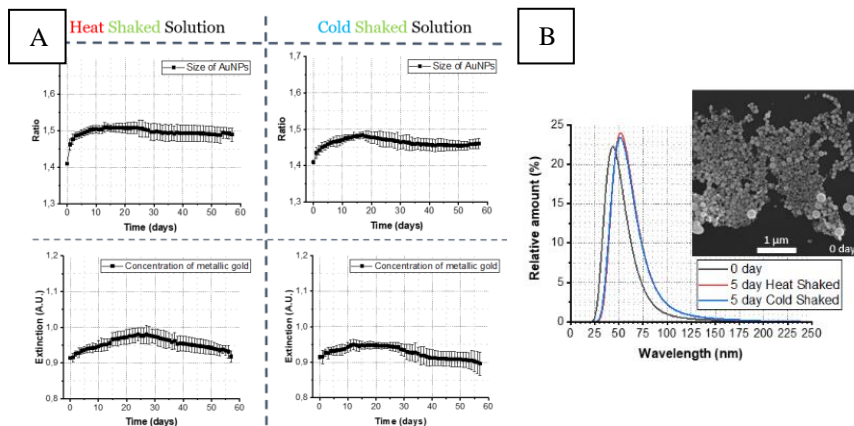 A
Heat Shaked Solution
Cold Shaked Solution
B
Size of AuNPs
Ratio
1,6
1,5
1,4
1,3
0 10 20 30 40 50 60
Time (days)
1,7
Size of AuNPs
Ratio
1,6
1,5
1,4
1,3
0 10 20 30 40 50 60
Time (days)
1,2
Concentration of metallic gold
Extinction (A.U.)
1,1
1,0
0,9
0,8
0 10 20 30 40 50 60
Time (days)
1,2
Concentration of metallic gold
Extinction (A.U.)
1,1
1,0
0,9
0,8
0 10 20 30 40 50 60
Time (days)
Relative amount (%)
25
20
15
10
5
0
0 25 50 75 100 125 150 175 200 225 250
Wavelength (nm)
1 µm
0 day
0 day
5 day Heat Shaked
5 day Cold Shaked